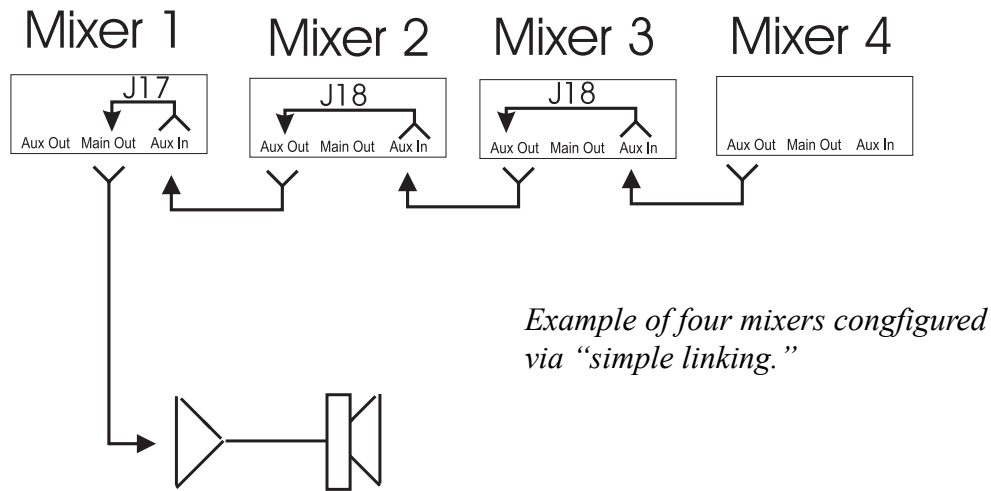 Mixer 1
Mixer 2
Mixer 3
Mixer 4
J17
J18
J18
Aux Out Main Out Aux In
Aux Out Main Out Aux In
Aux Out Main Out Aux In
Aux Out Main Out Aux In
Example of four mixers congfigured
via “simple linking.”